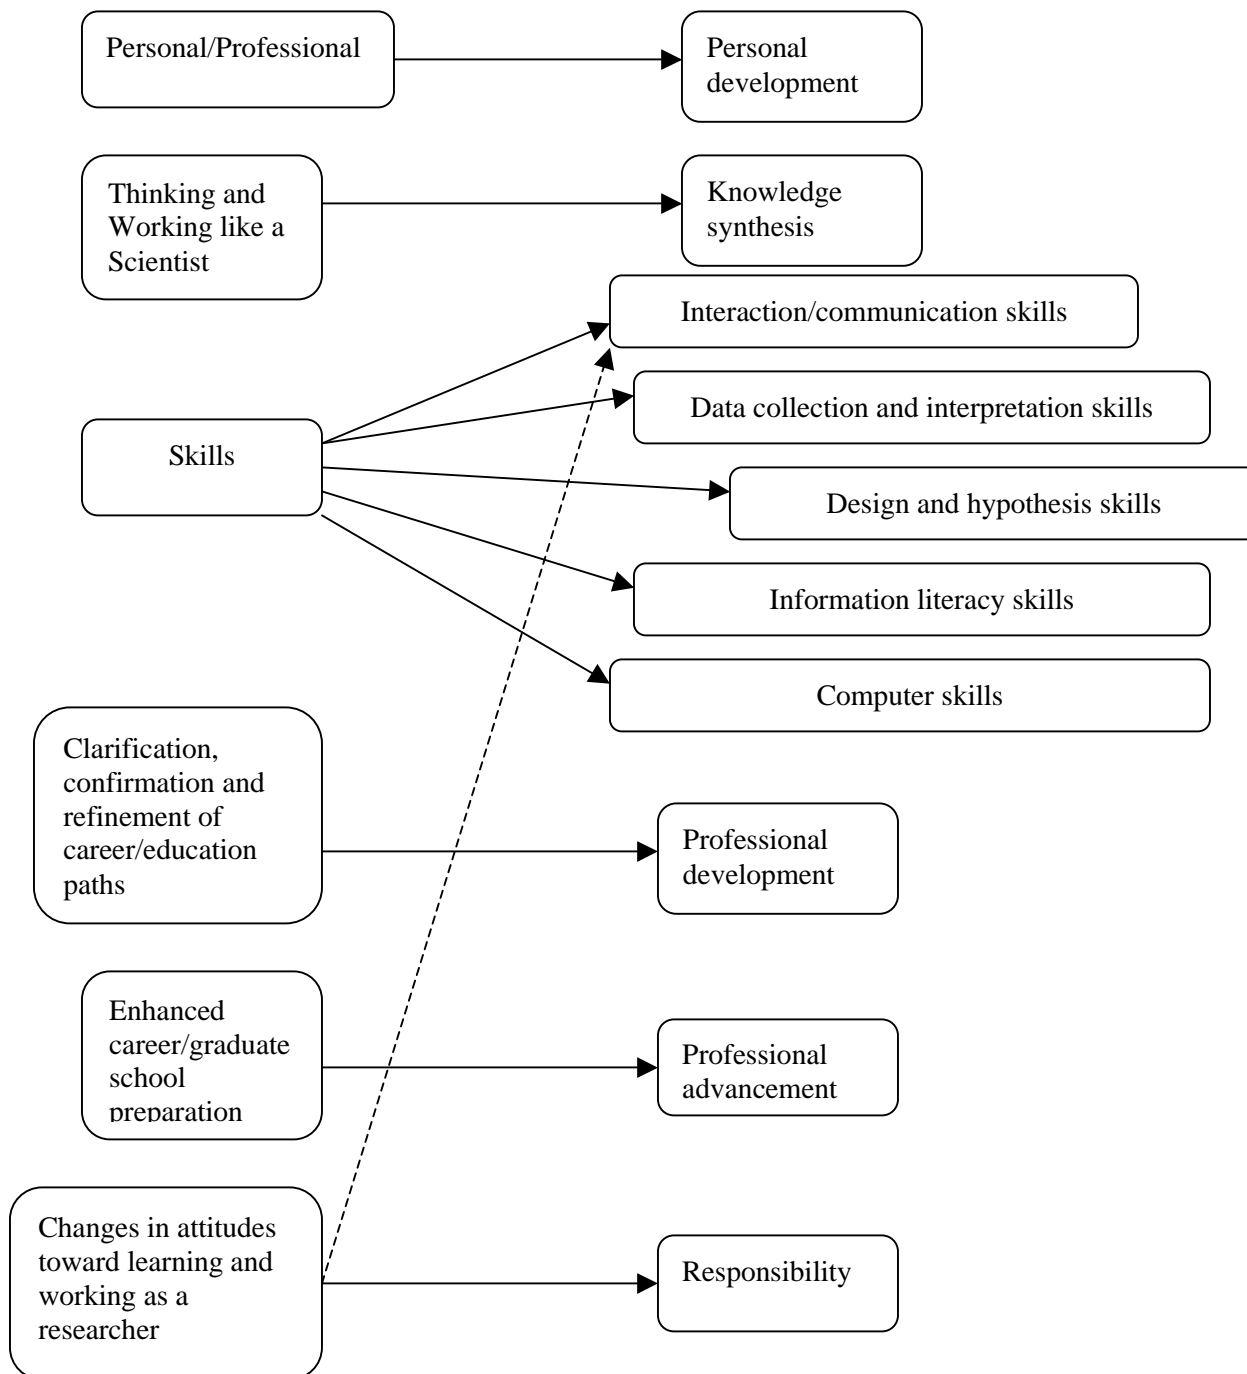 Personal/Professional
Personal
development
Thinking and
Working like a
Scientist
Knowledge
synthesis
Interaction/communication skills
Data collection and interpretation skills
Skills
Design and hypothesis skills
Information literacy skills
Computer skills
Clarification,
confirmation and
refinement of
career/education
paths
Professional
development
Enhanced
career/graduate
school
preparation
Professional
advancement
Changes in attitudes
toward learning and
working as a
researcher
Responsibility